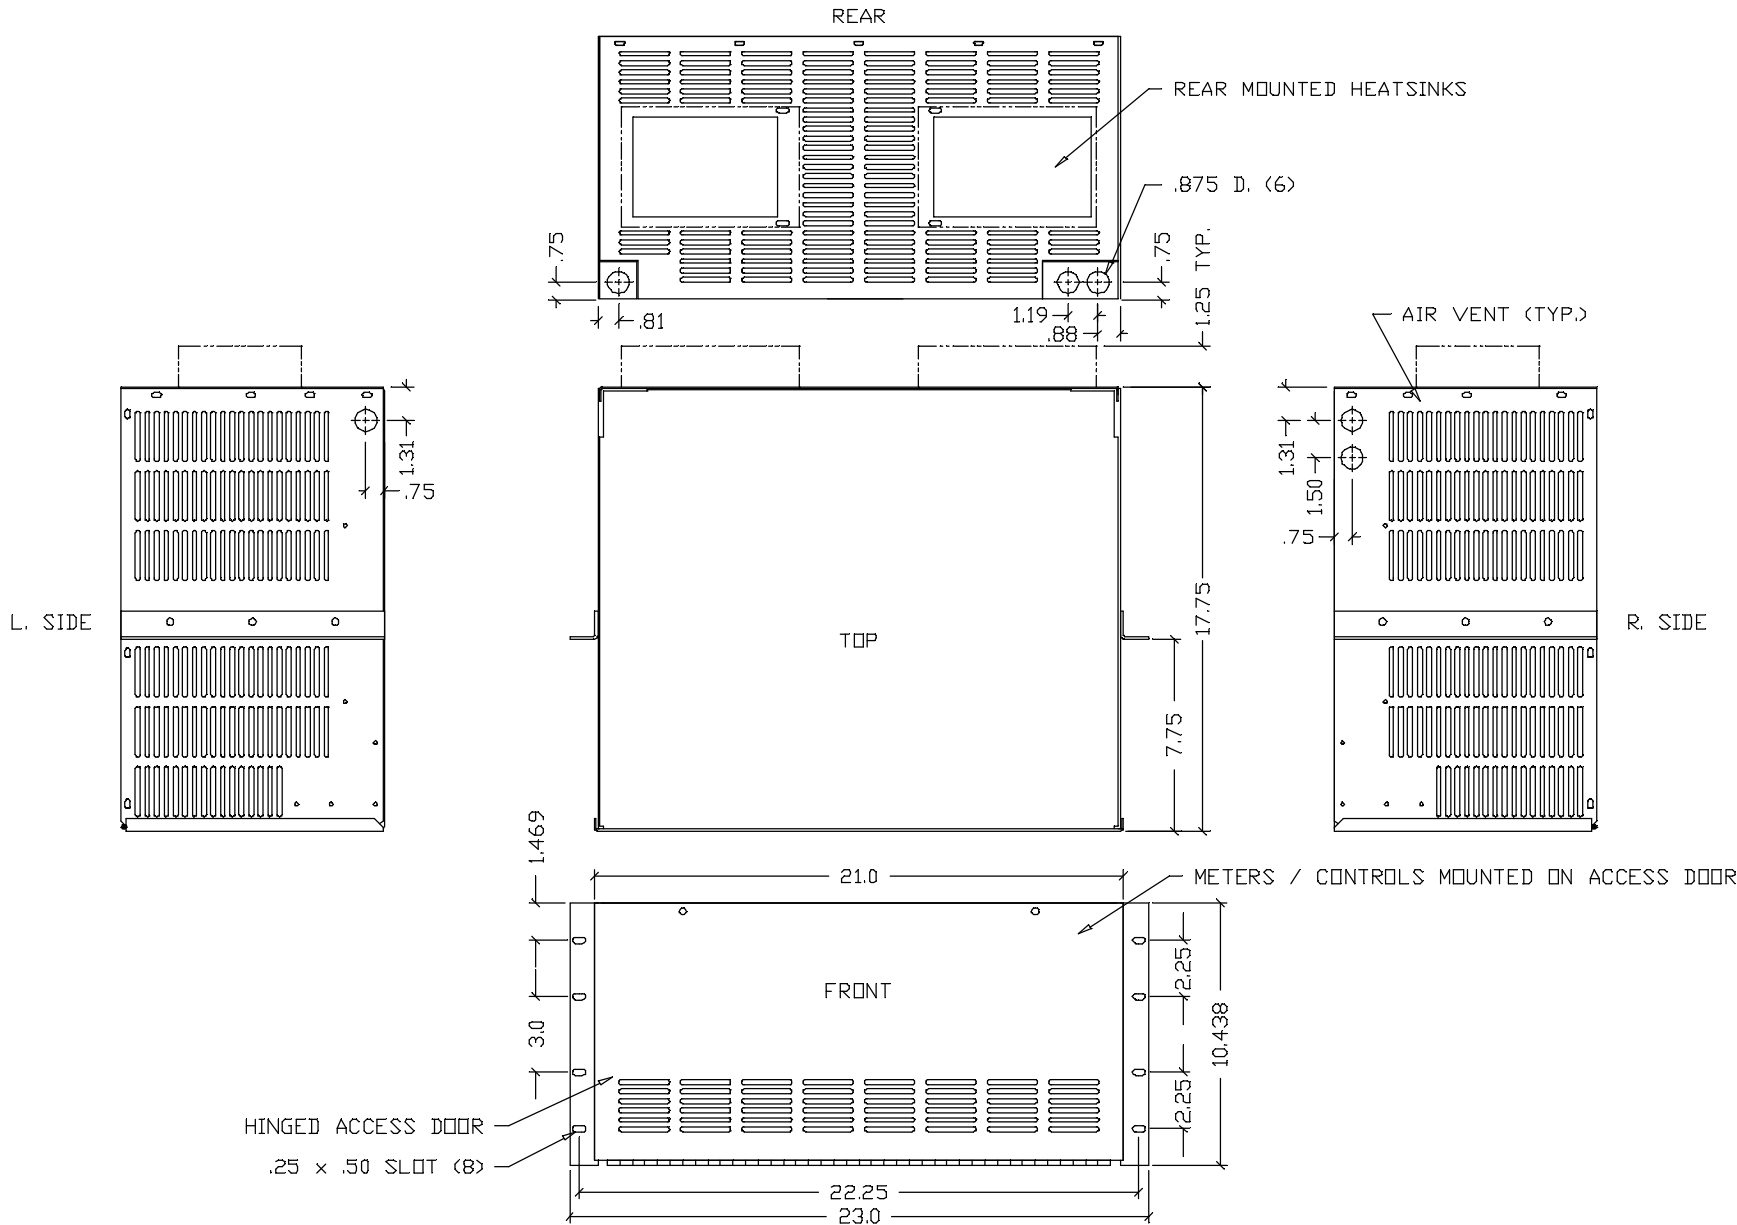 REAR
REAR MOUNTED HEATSINKS
.875 D. (6)
.75
.75
1.25 TYP.
.81
1.19
.88
AIR VENT (TYP.)
1.31
.75
1.31
1.50
.75
L. SIDE
TOP
17.75
R. SIDE
7.75
1.469
21.0
METERS / CONTROLS MOUNTED ON ACCESS DOOR
2.25
FRONT
3.0
10.438
2.25
HINGED ACCESS DOOR
.25 x .50 SLOT (8)
22.25
23.0